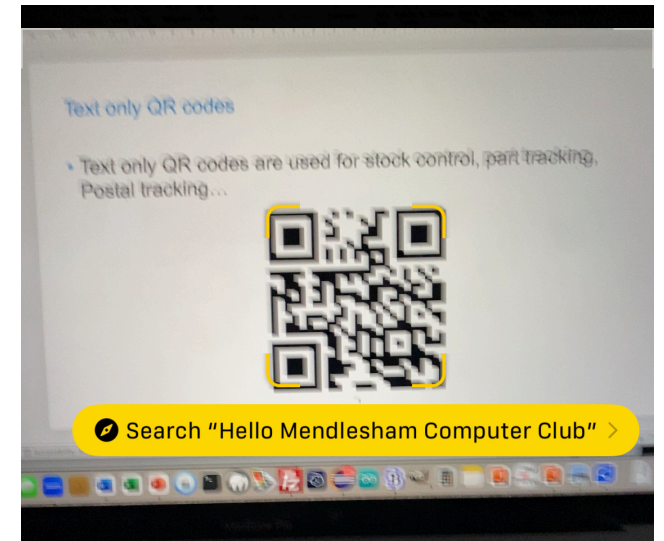 Text only QR codes
• Text only QR codes are used for stock control, part tracking,
Postal tracking...
Search "Hello Mendlesham Computer Club"